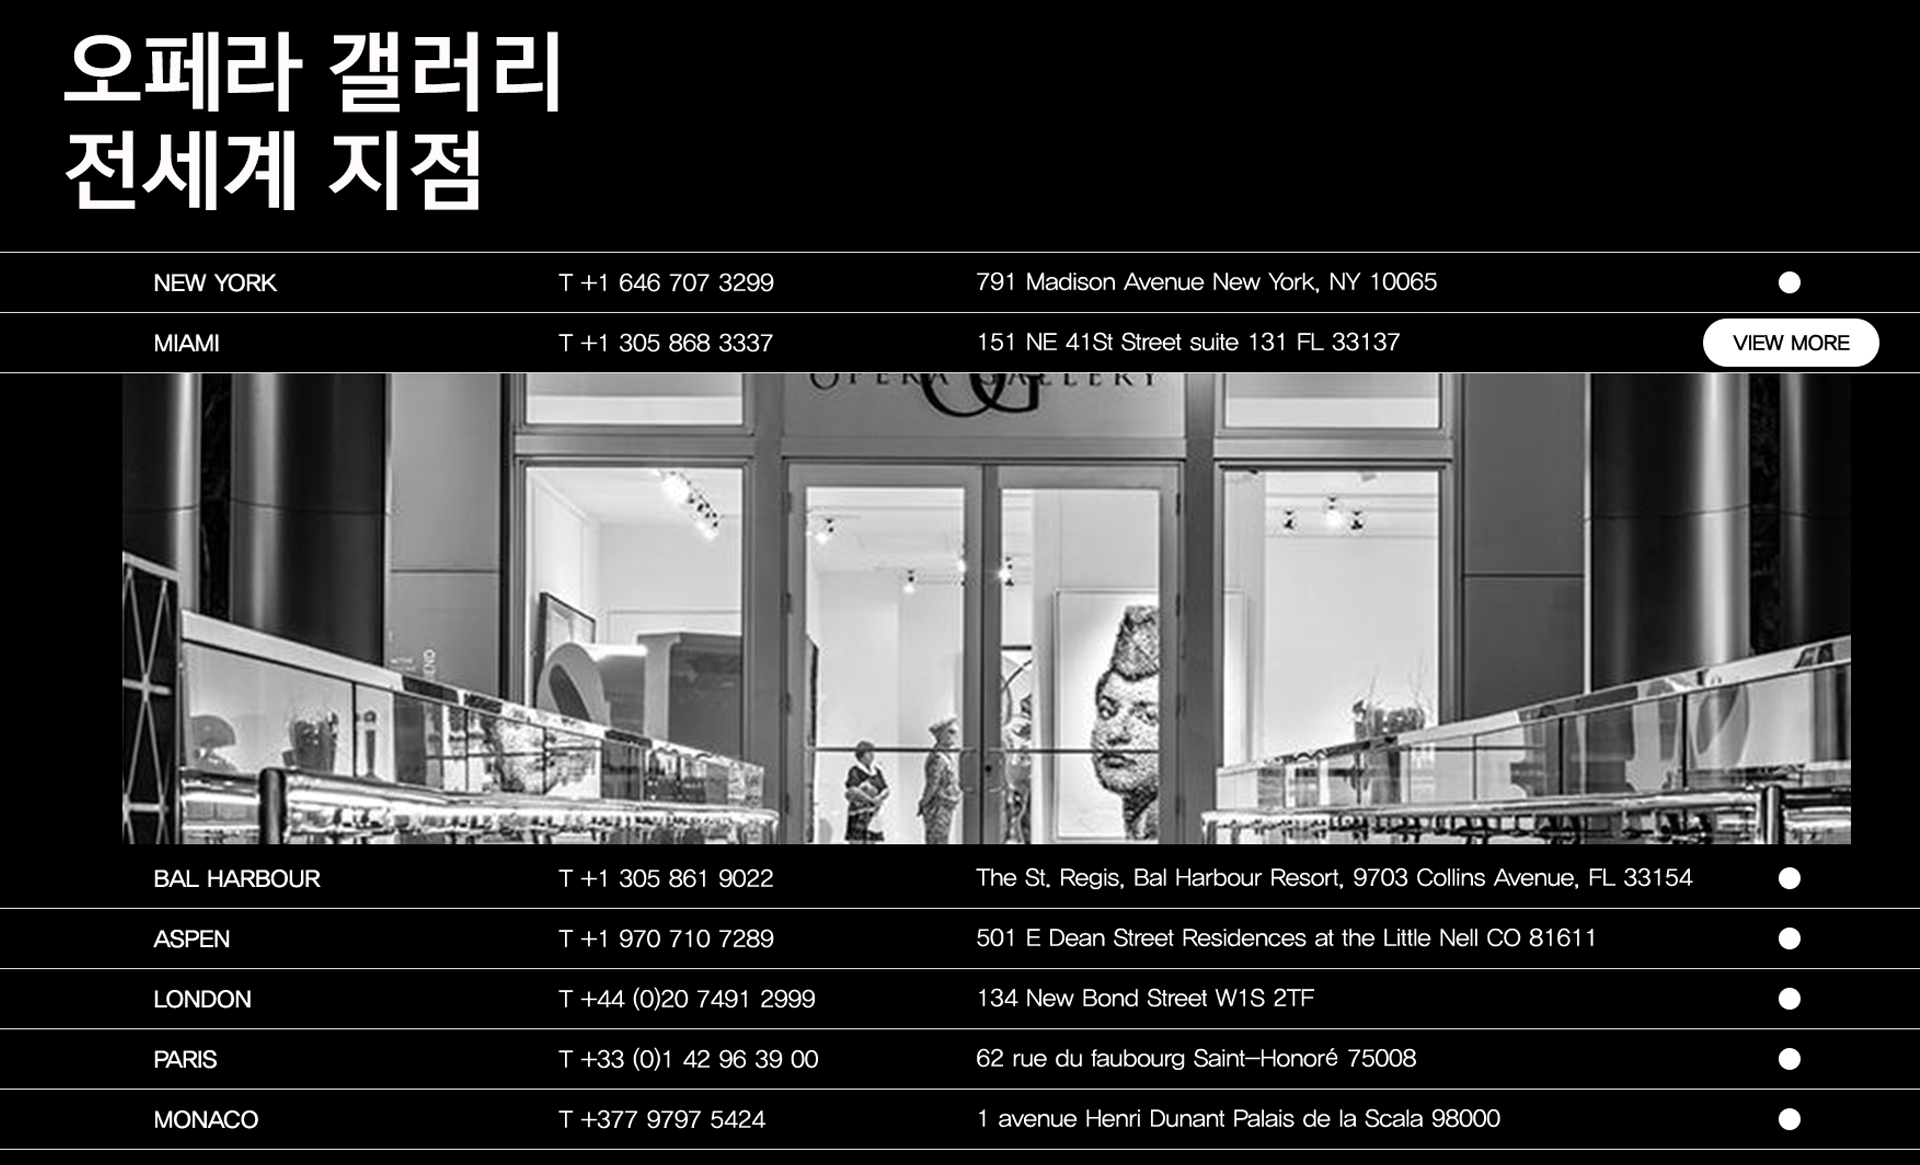 오페라 갤러리
전세계 지점
NEW YORK T +1 646 707 3299 791 Madison Avenue New York, NY 10065
MIAMI T +1 305 868 3337 151 NE 41St Street suite 131 FL 33137 VIEW MORE
OPERA GALLERY
OG
BAL HARBOUR T +1 305 861 9022 The St. Regis, Bal Harbour Resort, 9703 Collins Avenue, FL 33154
ASPEN T +1 970 710 7289 501 E Dean Street Residences at the Little Nell CO 81611
LONDON T +44 (0)20 7491 2999 134 New Bond Street W1S 2TF
PARIS T +33 (0)1 42 96 39 00 62 rue du faubourg Saint–Honoré 75008
MONACO T +377 9797 5424 1 avenue Henri Dunant Palais de la Scala 98000